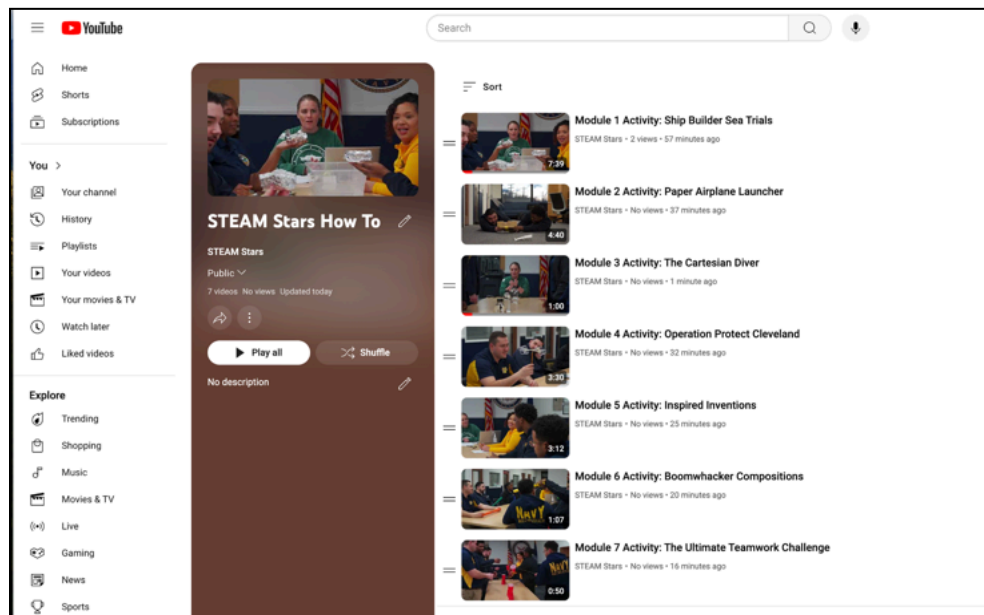 YouTube
Search
Home
Shorts
Subscriptions
You
Your channel
History
Playlists
Your videos
Your movies & TV
Watch later
Liked videos
Explore
Trending
Shopping
Music
Movies & TV
Live
Gaming
News
Sports
STEAM Stars How To
STEAM Stars
Public
7 videos No views Updated today
Play all
Shuffle
No description
Sort
7:39
Module 1 Activity: Ship Builder Sea Trials
STEAM Stars • 2 views • 57 minutes ago
4:40
Module 2 Activity: Paper Airplane Launcher
STEAM Stars • No views • 37 minutes ago
1:00
Module 3 Activity: The Cartesian Diver
STEAM Stars • No views • 1 minute ago
3:30
Module 4 Activity: Operation Protect Cleveland
STEAM Stars • No views • 32 minutes ago
3:12
Module 5 Activity: Inspired Inventions
STEAM Stars • No views • 25 minutes ago
NAVY
1:07
Module 6 Activity: Boomwhacker Compositions
STEAM Stars • No views • 20 minutes ago
NAVY
0:50
Module 7 Activity: The Ultimate Teamwork Challenge
STEAM Stars • No views • 16 minutes ago